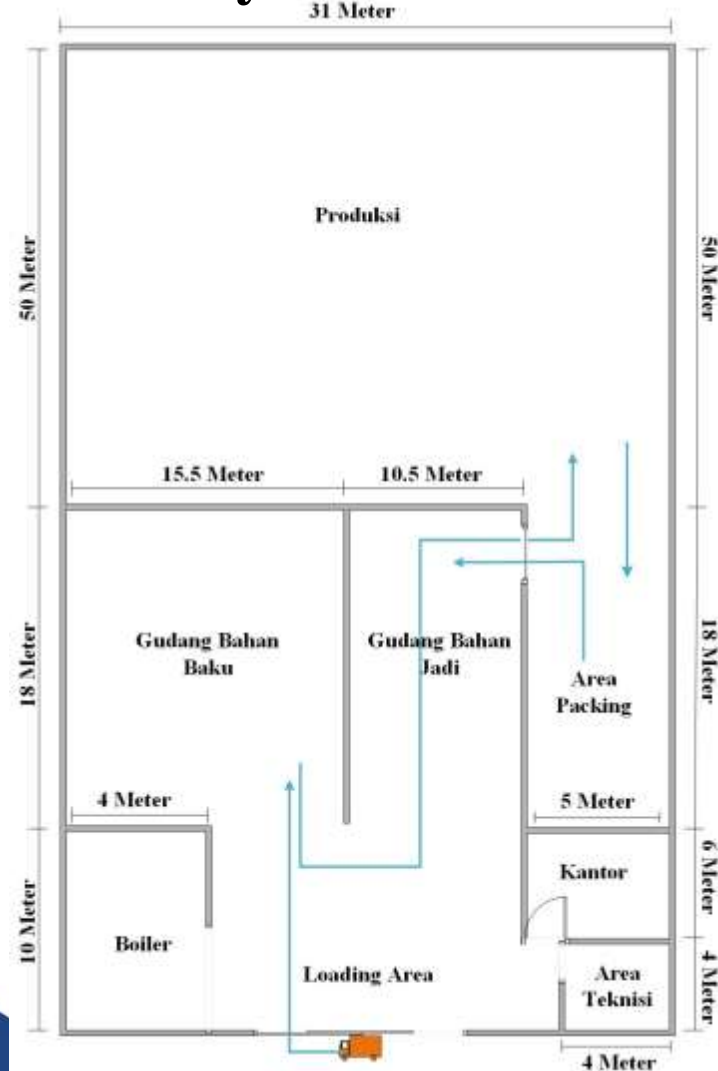 31 Meter
Produksi
50 Meter
50 Meter
15.5 Meter
10.5 Meter
Gudang Bahan
Baku
Gudang Bahan
Jadi
Area
Packing
18 Meter
18 Meter
4 Meter
5 Meter
Kantor
6 Meter
Boiler
10 Meter
Loading Area
Area
Teknisi
4 Meter
4 Meter